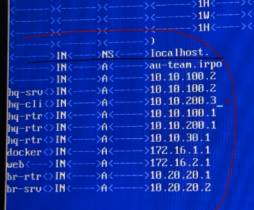 1H
1W
1H
)
IN NS localhost.
IN A au-team.irpo
IN A 10.10.100.2
hq-srv IN A 10.10.100.2
hq-cli IN A 10.10.200.3
hq-rtr IN A 10.10.100.1
hq-rtr IN A 10.10.200.1
hq-rtr IN A 10.10.30.1
docker IN A 172.16.1.1
web IN A 172.16.2.1
br-rtr IN A 10.20.20.1
br-srv IN A 10.20.20.2